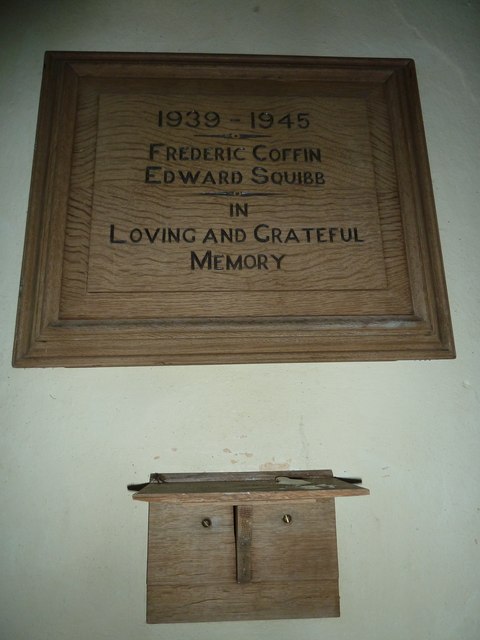 1939 - 1945
FREDERIC COFFIN
EDWARD SQUIBB
IN
LOVING AND GRATEFUL
MEMORY